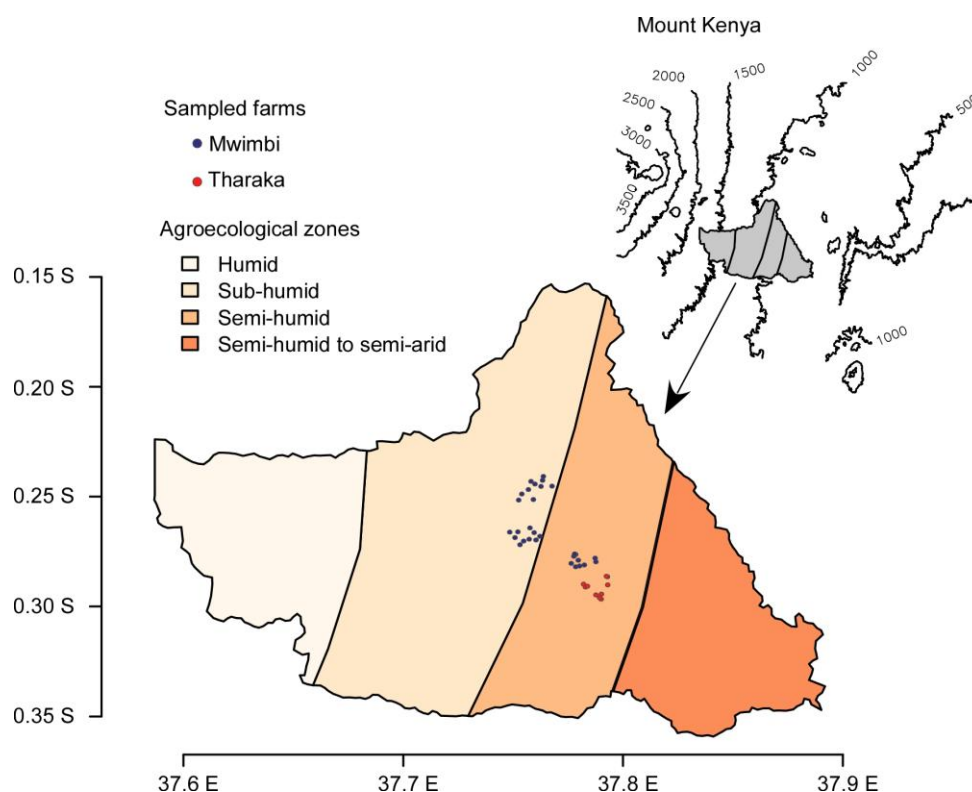 Mount Kenya
2000
1500
1000
2500
500
3000
3500
1000
Sampled farms
Mwimbi
Tharaka
Agroecological zones
Humid
Sub-humid
Semi-humid
Semi-humid to semi-arid
0.15 S
0.20 S
0.25 S
0.30 S
0.35 S
37.6 E
37.7 E
37.8 E
37.9 E